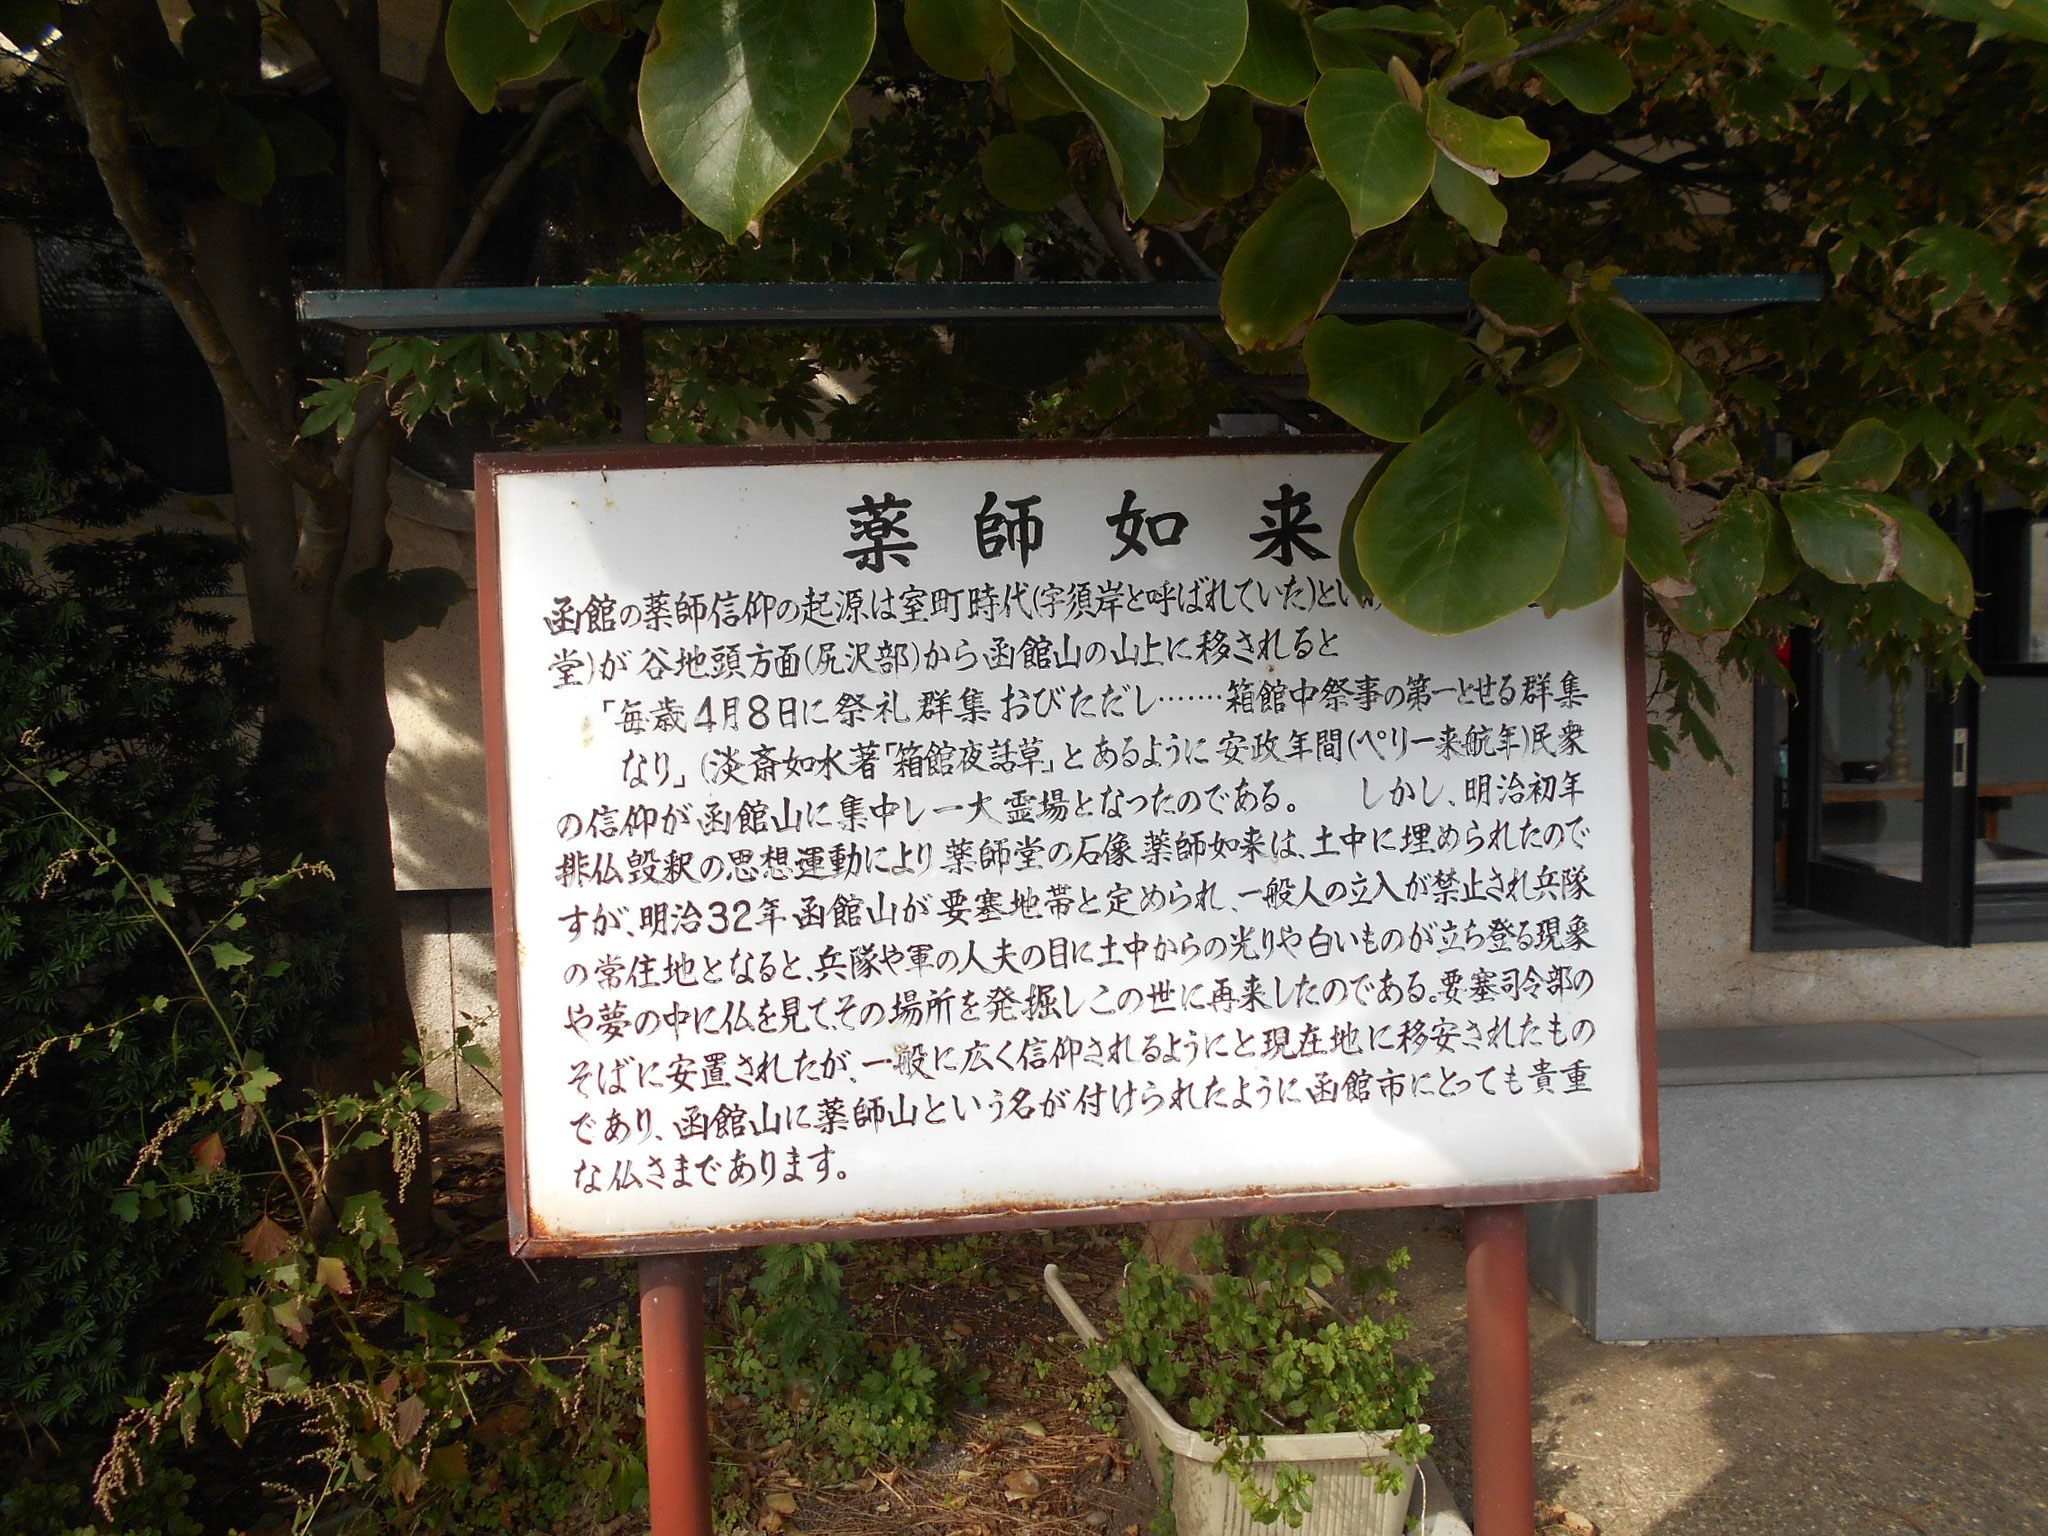 薬師如来
函館の薬師信仰の起源は室町時代(宇須岸と呼ばれていた)とい
堂)が谷地頭方面(尻沢部)から函館山の山上に移されると
「毎歳4月8日に祭礼群集おびただし……箱館中祭事の第一とせる群集
なり」(淡斎如水著「箱館夜話草」とあるように安政年間(ペリー来航年)民衆
の信仰が函館山に集中し一大霊場となったのである。 しかし、明治初年
排仏毀釈の思想運動により薬師堂の石像薬師如来は、土中に埋められたので
すが、明治32年函館山が要塞地帯と定められ、一般人の立入が禁止され兵隊
の常住地となると、兵隊や軍の人夫の目に土中からの光りや白いものが立ち登る現象
や夢の中に仏を見て、その場所を発掘しこの世に再来したのである。要塞司令部の
そばに安置されたが、一般に広く信仰されるようにと現在地に移安されたもの
であり、函館山に薬師山という名が付けられたように函館市にとっても貴重
な仏さまであります。